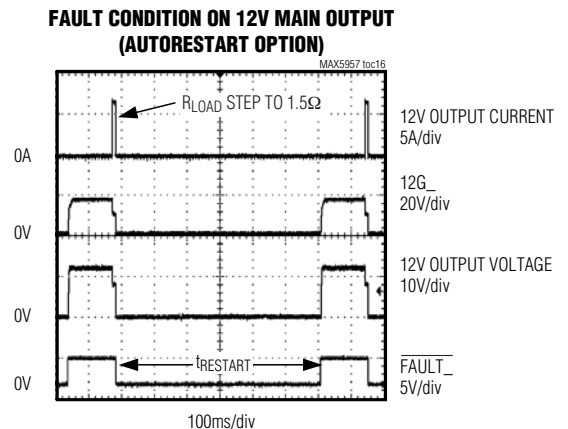 FAULT CONDITION ON 12V MAIN OUTPUT
(AUTORESTART OPTION)
MAX5957 toc16
RLOAD STEP TO 1.5Ω
12V OUTPUT CURRENT
5A/div
0A
12G_
20V/div
0V
12V OUTPUT VOLTAGE
10V/div
0V
tRESTART
FAULT_
5V/div
0V
100ms/div